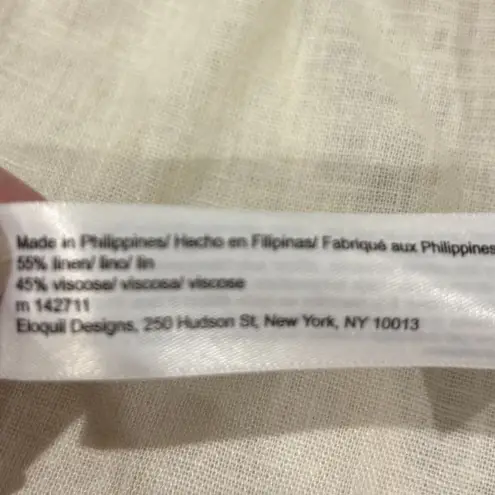 Made in Philippines/ Hecho en Filipinas/ Fabriqué aux Philippines
55% linen/ lino/ lin
45% viscose/ viscosa/ viscose
m 142711
Eloquii Designs, 250 Hudson St, New York, NY 10013